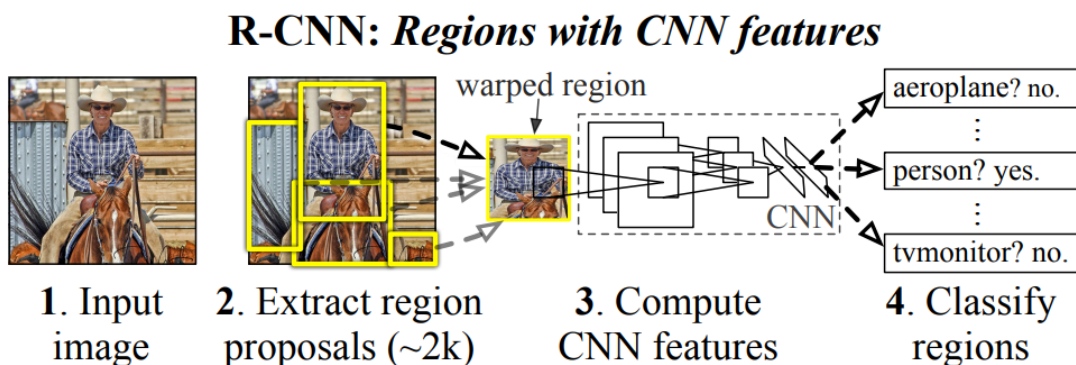 R-CNN: Regions with CNN features
warped region
aeroplane? no.
⋮
person? yes.
⋮
tvmonitor? no.
CNN
1. Input
image
2. Extract region
proposals (~2k)
3. Compute
CNN features
4. Classify
regions